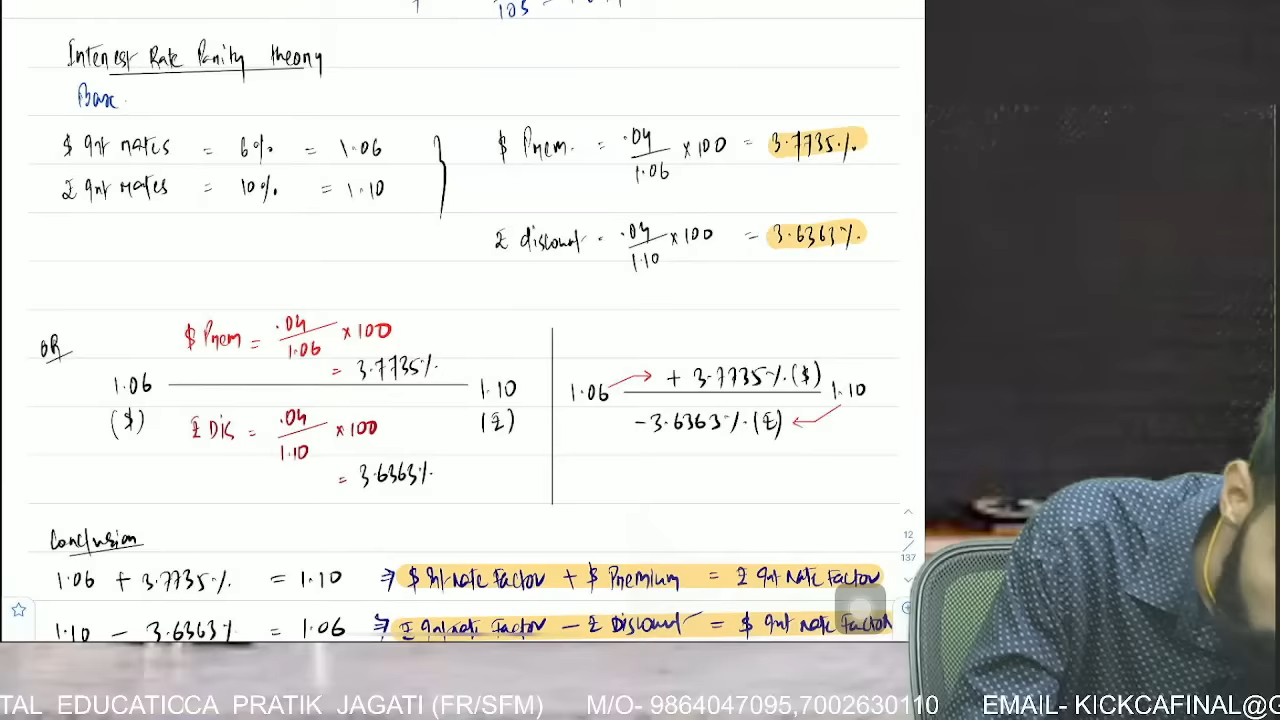 105
Interest Rate Parity theory
Base
$ Int rates = 6% = 1.06
£ Int rates = 10% = 1.10
$ Prem. = .04/1.06 × 100 = 3.7735%
£ discount = .04/1.10 × 100 = 3.6363%
OR
$ Prem = .04/1.06 × 100
= 3.7735%
1.06 ($)
1.10 (£)
£ Dis = .04/1.10 × 100
= 3.6363%
1.06 + 3.7735% ($) 1.10
- 3.6363% (£)
Conclusion
1.06 + 3.7735% = 1.10 ⇒ $ Int rate Factor + $ Premium = £ Int rate Factor
1.10 - 3.6363% = 1.06 ⇒ £ Int rate Factor - £ Discount = $ Int rate Factor
12
137
TAL EDUCATICCA PRATIK JAGATI (FR/SFM) M/O- 9864047095,7002630110 EMAIL- KICKCAFINAL@G